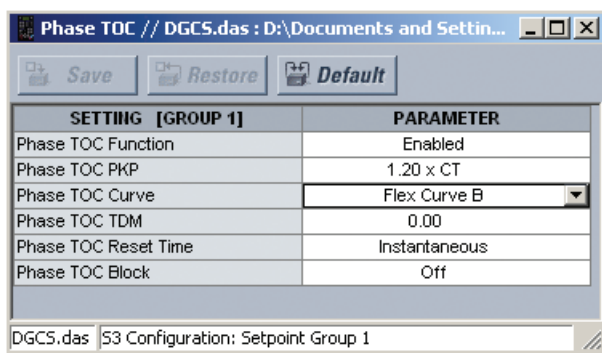 Phase TOC // DGCS.das : D:\Documents and Settin...
Save Restore Default
SETTING [GROUP 1] PARAMETER
Phase TOC Function Enabled
Phase TOC PKP 1.20 x CT
Phase TOC Curve Flex Curve B
Phase TOC TDM 0.00
Phase TOC Reset Time Instantaneous
Phase TOC Block Off
DGCS.das S3 Configuration: Setpoint Group 1